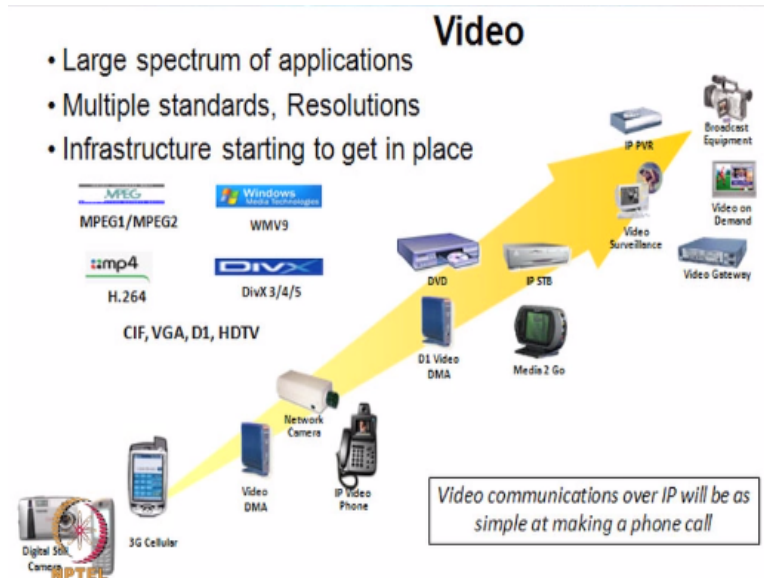 Video
• Large spectrum of applications
• Multiple standards, Resolutions
• Infrastructure starting to get in place
MPEG
MPEG1/MPEG2
Windows
Media Technologies
WMV9
mp4
H.264
DivX
DivX 3/4/5
CIF, VGA, D1, HDTV
IP PVR
Broadcast
Equipment
Video
Surveillance
Video on
Demand
Video Gateway
DVD
IP STB
D1 Video
DMA
Media 2 Go
Network
Camera
Video
DMA
IP Video
Phone
3G Cellular
Digital Still
Camera
NPTEL
Video communications over IP will be as
simple at making a phone call